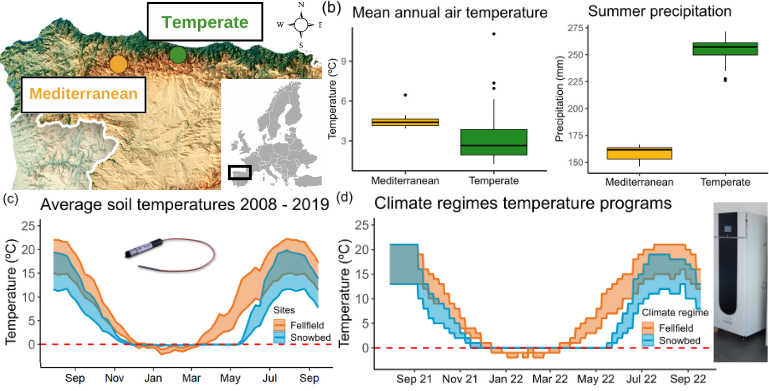 Temperate
N
W
E
S
Mediterranean
(b)
Mean annual air temperature
Temperature (ºC)
9
6
3
Mediterranean
Temperate
Summer precipitation
Precipitation (mm)
275
250
225
200
175
150
Mediterranean
Temperate
(c)
Average soil temperatures 2008 - 2019
Temperature (ºC)
25
20
15
10
5
0
Sites
Fellfield
Snowbed
Sep
Nov
Jan
Mar
May
Jul
Sep
(d)
Climate regimes temperature programs
Temperature (ºC)
25
20
15
10
5
0
Climate regime
Fellfield
Snowbed
Sep 21
Nov 21
Jan 22
Mar 22
May 22
Jul 22
Sep 22